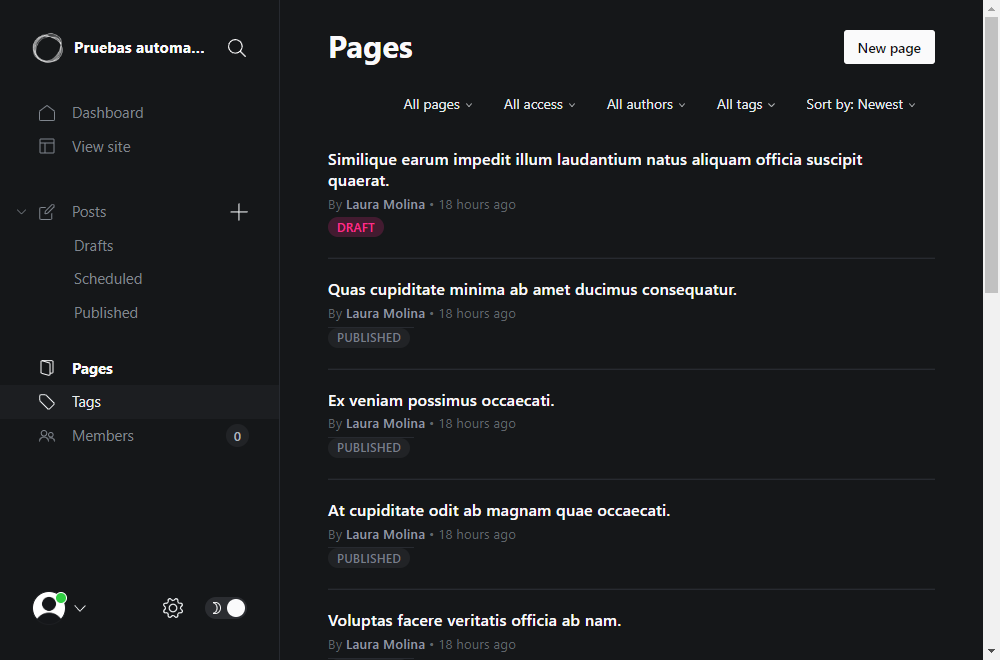 Pruebas automa...
Dashboard
View site
Posts
Drafts
Scheduled
Published
Pages
Tags
Members
0
Pages
New page
All pages
All access
All authors
All tags
Sort by: Newest
Similique earum impedit illum laudantium natus aliquam officia suscipit
quaerat.
By Laura Molina • 18 hours ago
DRAFT
Quas cupiditate minima ab amet ducimus consequatur.
By Laura Molina • 18 hours ago
PUBLISHED
Ex veniam possimus occaecati.
By Laura Molina • 18 hours ago
PUBLISHED
At cupiditate odit ab magnam quae occaecati.
By Laura Molina • 18 hours ago
PUBLISHED
Voluptas facere veritatis officia ab nam.
By Laura Molina • 18 hours ago